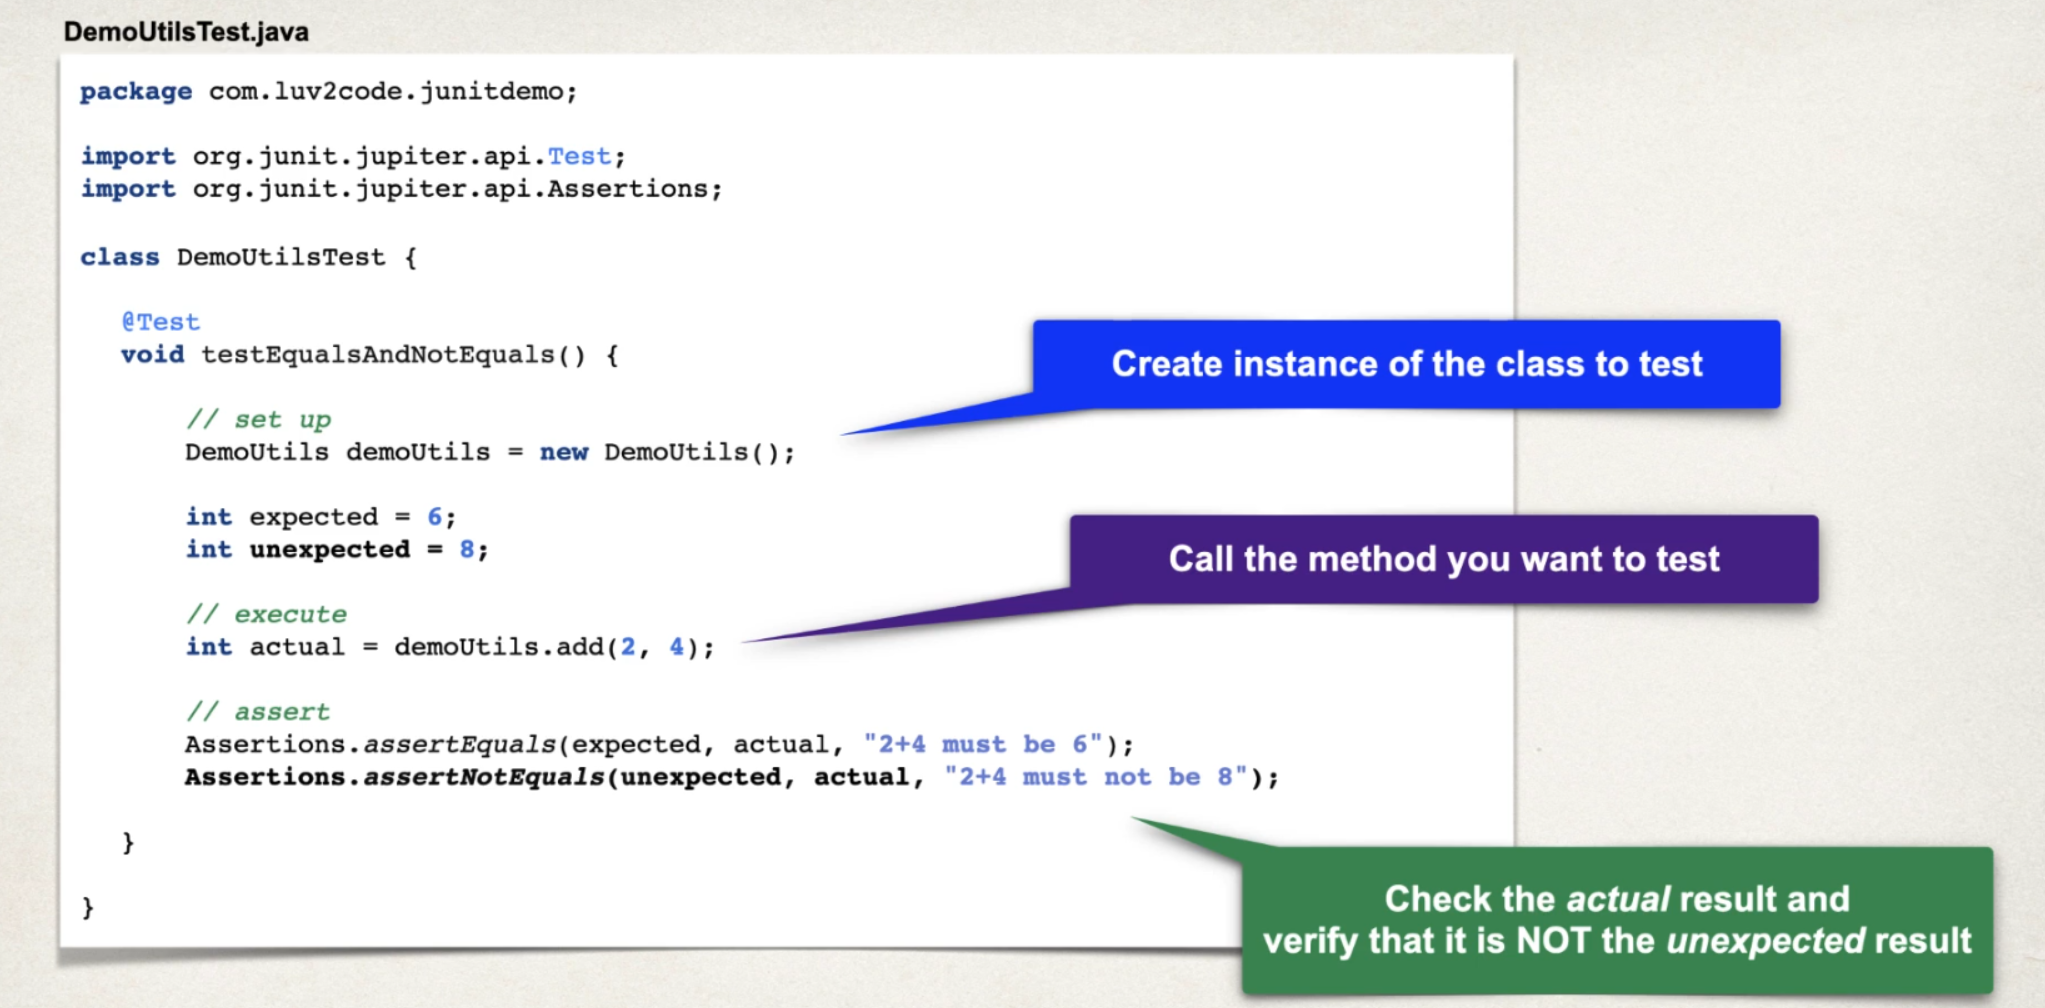 DemoUtilsTest.java
package com.luv2code.junitdemo;
import org.junit.jupiter.api.Test;
import org.junit.jupiter.api.Assertions;
class DemoUtilsTest {
@Test
void testEqualsAndNotEquals() {
// set up
DemoUtils demoUtils = new DemoUtils();
int expected = 6;
int unexpected = 8;
// execute
int actual = demoUtils.add(2, 4);
// assert
Assertions.assertEquals(expected, actual, "2+4 must be 6");
Assertions.assertNotEquals(unexpected, actual, "2+4 must not be 8");
}
}
Create instance of the class to test
Call the method you want to test
Check the actual result and
verify that it is NOT the unexpected result